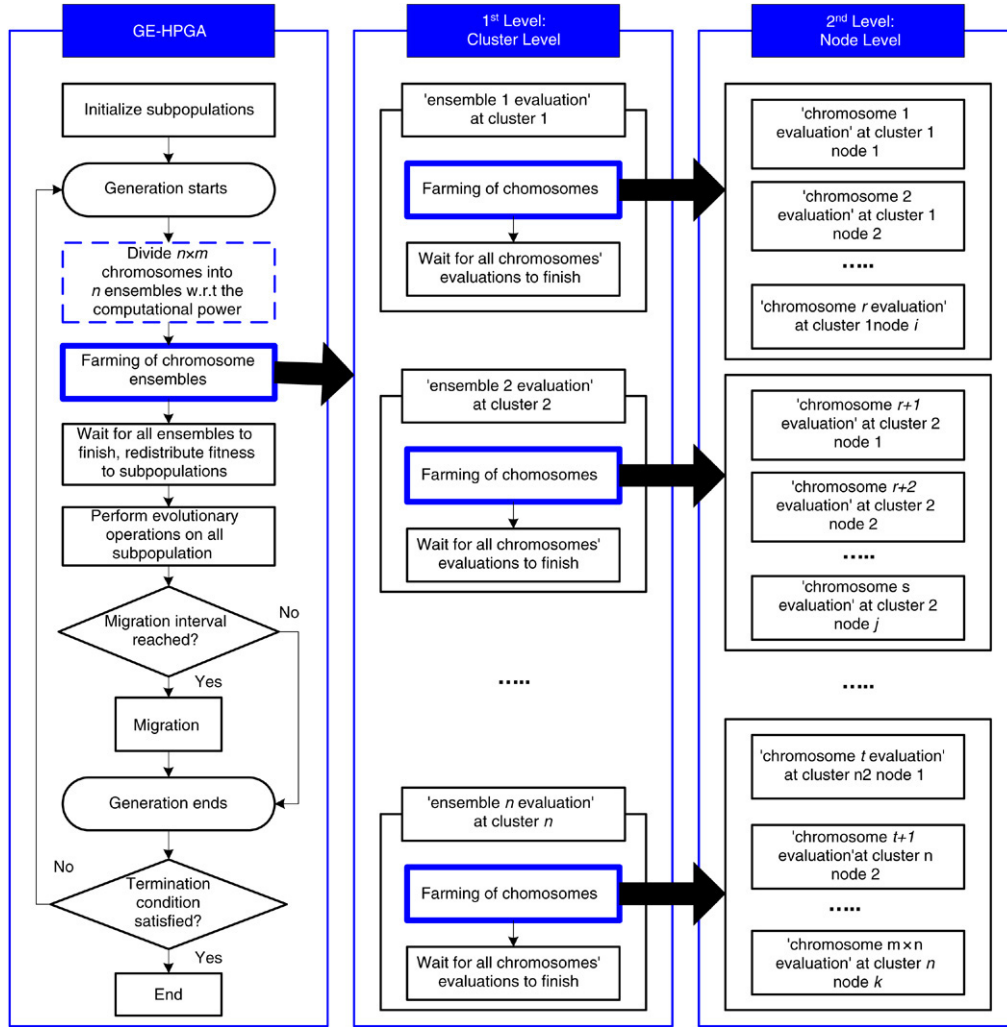 GE-HPGA
Initialize subpopulations
Generation starts
Divide n×m
chromosomes into
n ensembles w.r.t the
computational power
Farming of chromosome
ensembles
Wait for all ensembles to
finish, redistribute fitness
to subpopulations
Perform evolutionary
operations on all
subpopulation
Migration interval
reached?
No
Yes
Migration
Generation ends
No
Termination
condition
satisfied?
Yes
End
1st Level:
Cluster Level
'ensemble 1 evaluation'
at cluster 1
Farming of chomosomes
Wait for all chromosomes'
evaluations to finish
'ensemble 2 evaluation'
at cluster 2
Farming of chomosomes
Wait for all chromosomes'
evaluations to finish
.....
'ensemble n evaluation'
at cluster n
Farming of chomosomes
Wait for all chromosomes'
evaluations to finish
2nd Level:
Node Level
'chromosome 1
evaluation' at cluster 1
node 1
'chromosome 2
evaluation' at cluster 1
node 2
.....
'chromosome r evaluation'
at cluster 1node i
'chromosome r+1
evaluation' at cluster 2
node 1
'chromosome r+2
evaluation' at cluster 2
node 2
.....
'chromosome s
evaluation' at cluster 2
node j
.....
'chromosome t evaluation'
at cluster n2 node 1
'chromosome t+1
evaluation'at cluster n
node 2
.....
'chromosome m×n
evaluation' at cluster n
node k